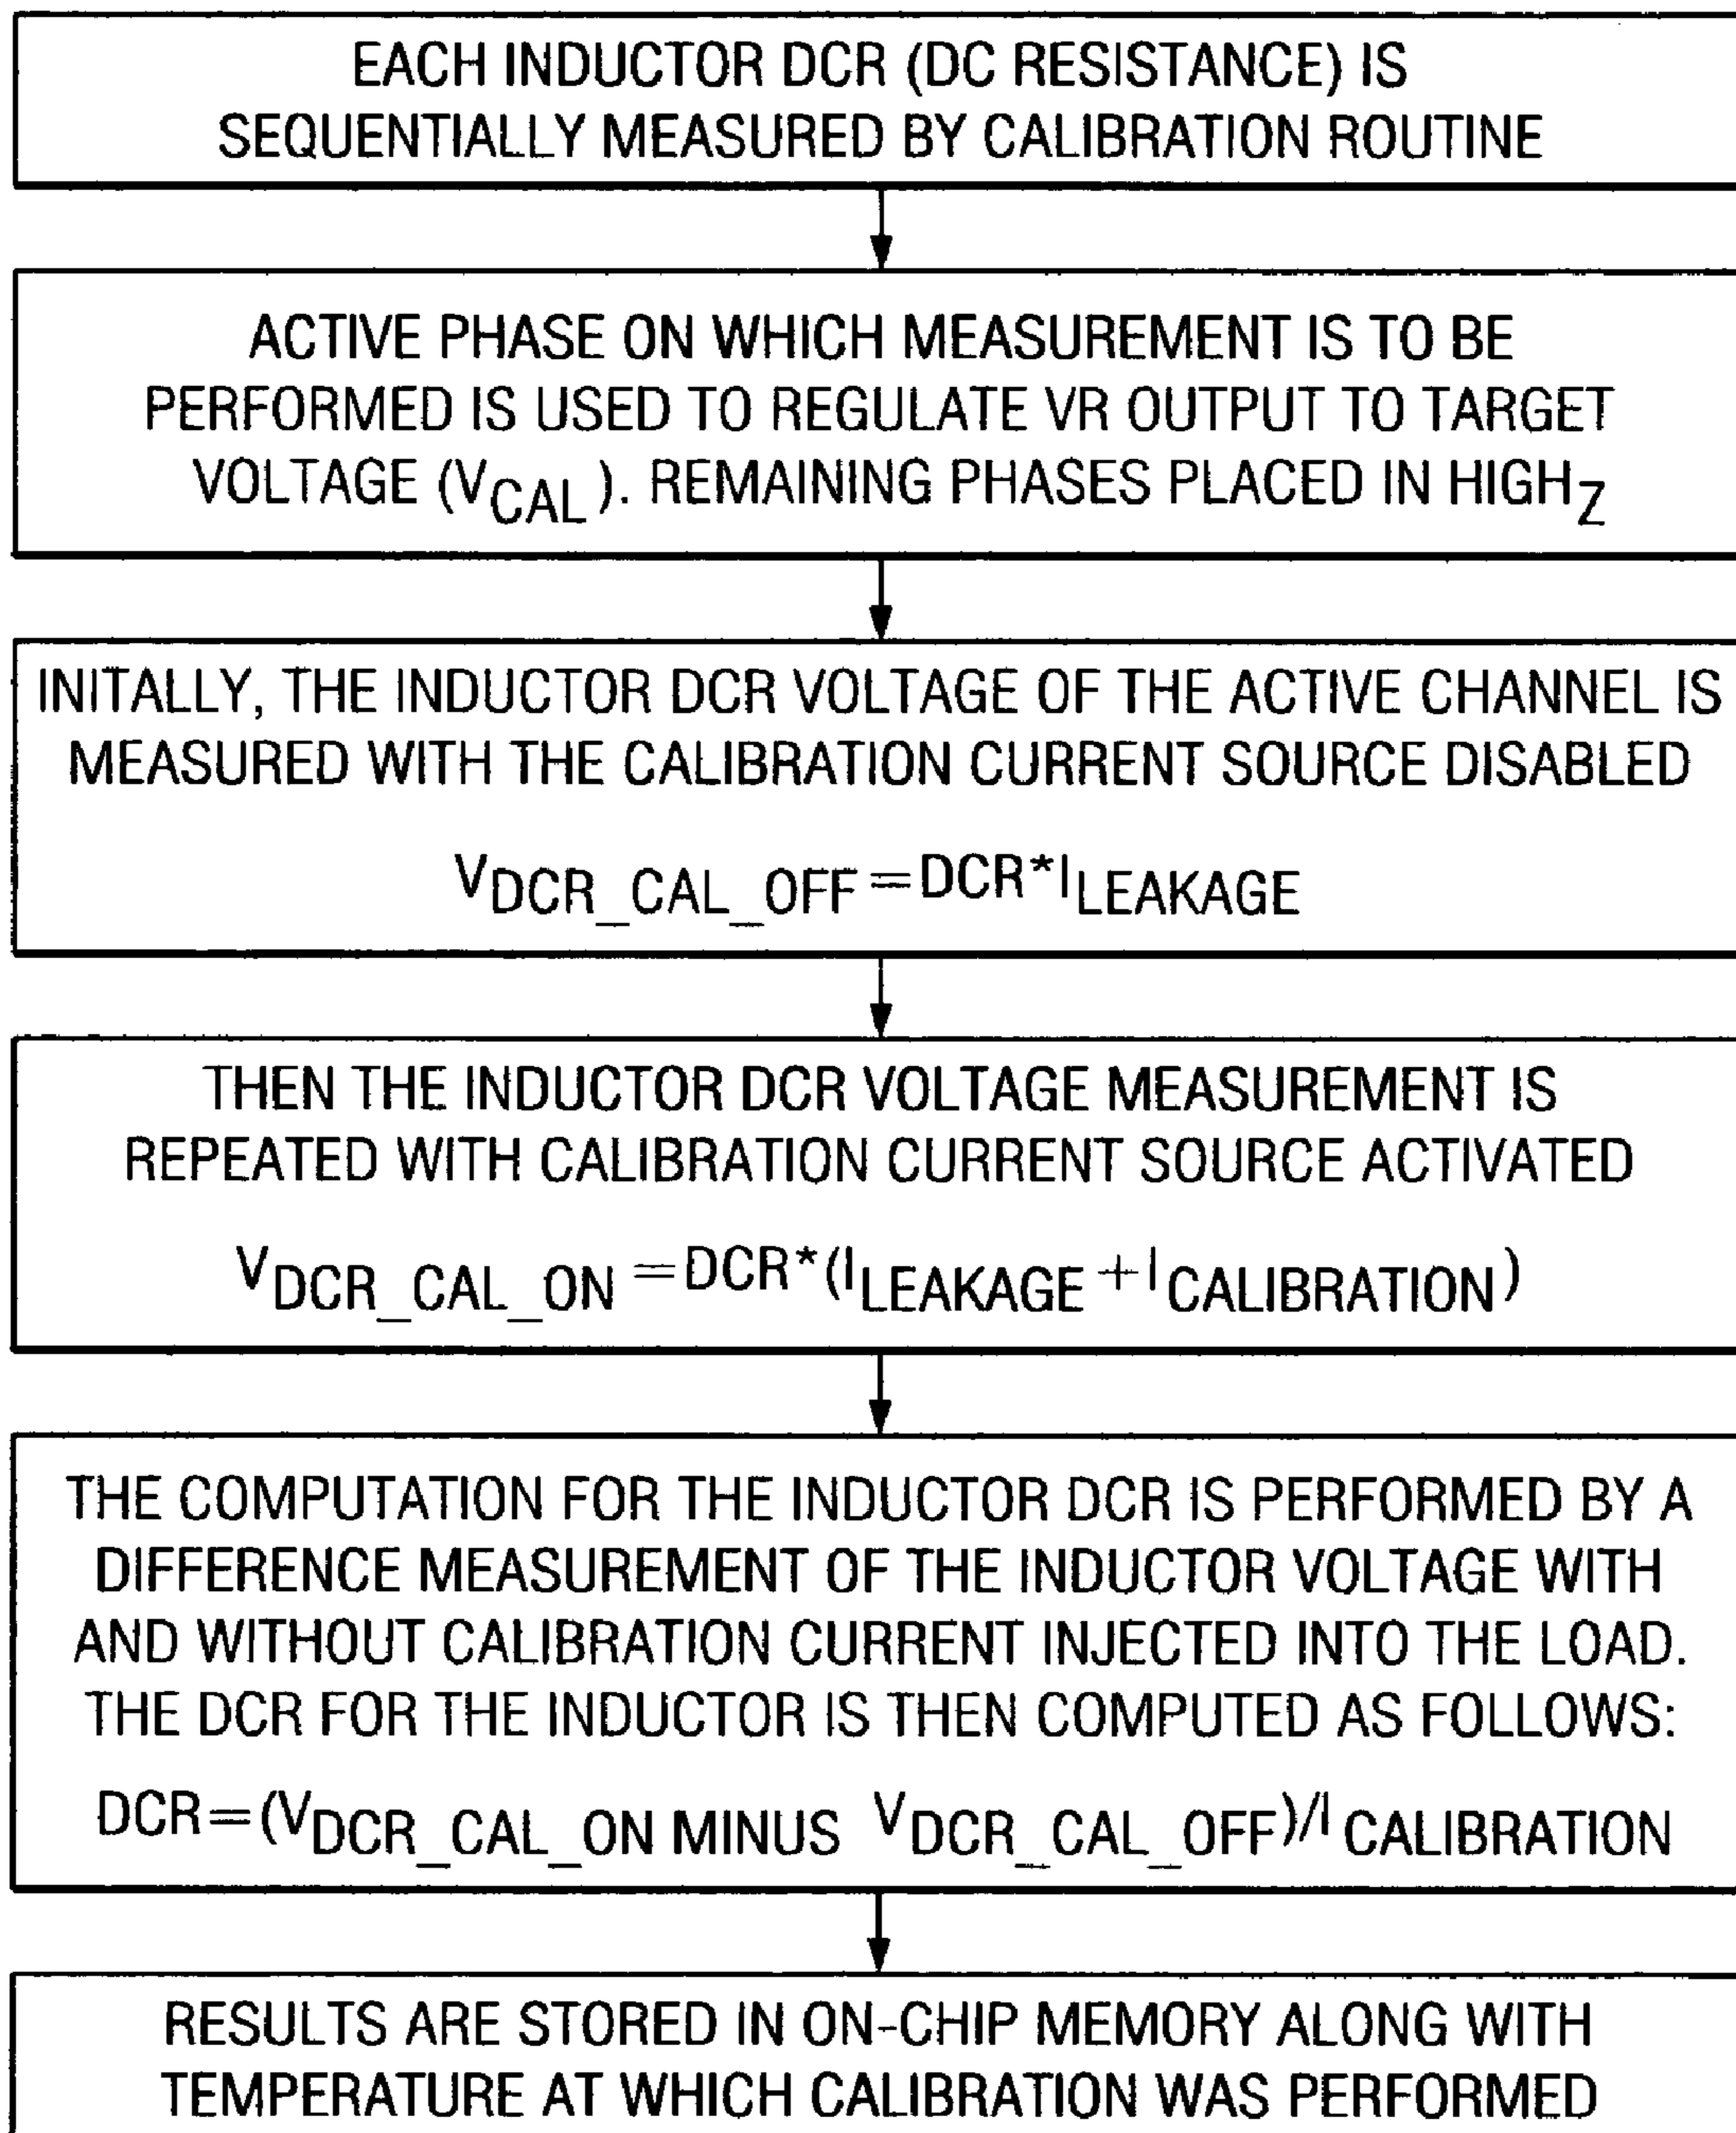 EACH INDUCTOR DCR (DC RESISTANCE) IS
SEQUENTIALLY MEASURED BY CALIBRATION ROUTINE
ACTIVE PHASE ON WHICH MEASUREMENT IS TO BE
PERFORMED IS USED TO REGULATE VR OUTPUT TO TARGET
VOLTAGE (VCAL). REMAINING PHASES PLACED IN HIGHZ
INITALLY, THE INDUCTOR DCR VOLTAGE OF THE ACTIVE CHANNEL IS
MEASURED WITH THE CALIBRATION CURRENT SOURCE DISABLED
VDCR_CAL_OFF=DCR*ILEAKAGE
THEN THE INDUCTOR DCR VOLTAGE MEASUREMENT IS
REPEATED WITH CALIBRATION CURRENT SOURCE ACTIVATED
VDCR_CAL_ON=DCR*(ILEAKAGE+ICALIBRATION)
THE COMPUTATION FOR THE INDUCTOR DCR IS PERFORMED BY A
DIFFERENCE MEASUREMENT OF THE INDUCTOR VOLTAGE WITH
AND WITHOUT CALIBRATION CURRENT INJECTED INTO THE LOAD.
THE DCR FOR THE INDUCTOR IS THEN COMPUTED AS FOLLOWS:
DCR=(VDCR_CAL_ON MINUS VDCR_CAL_OFF)/ICALIBRATION
RESULTS ARE STORED IN ON-CHIP MEMORY ALONG WITH
TEMPERATURE AT WHICH CALIBRATION WAS PERFORMED